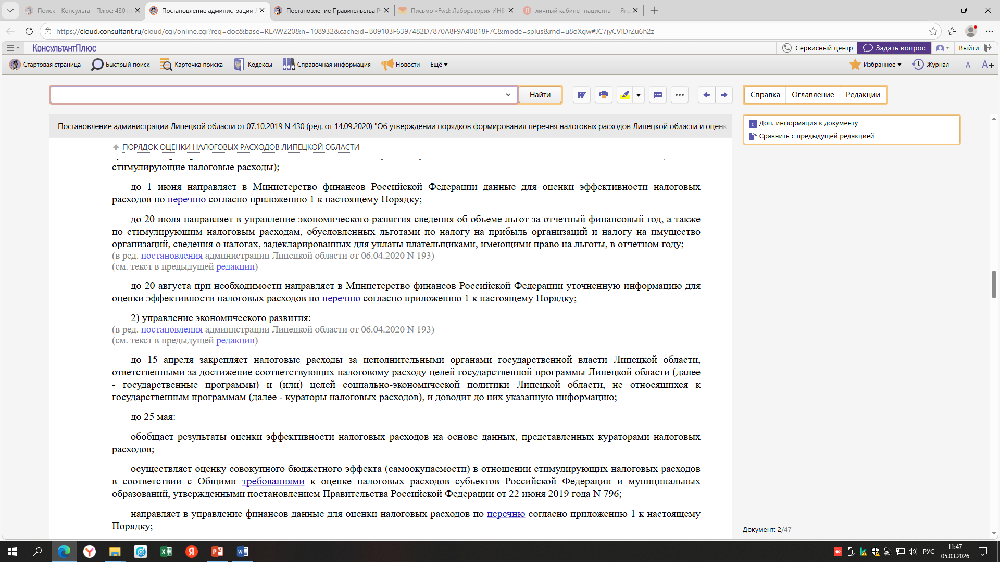 Поиск - КонсультантПлюс: 430 п
Постановление администрации Л
Постановление Правительства Р
Письмо «Fwd: Лаборатория ИНВ
личный кабинет пациента — Янд
https://cloud.consultant.ru/cloud/cgi/online.cgi?req=doc&base=RLAW220&n=108932&cacheid=B09103F6397482D7870A8F9A40B18F7C&mode=splus&rnd=u8oXgw#JC7jyCVIDrZu6h2z
КонсультантПлюс
Сервисный центр
Задать вопрос
Выйти
Стартовая страница
Быстрый поиск
Карточка поиска
Кодексы
Справочная информация
Новости
Ещё
Избранное
Журнал
A−
A+
Найти
Справка
Оглавление
Редакции
Постановление администрации Липецкой области от 07.10.2019 N 430 (ред. от 14.09.2020) "Об утверждении порядков формирования перечня налоговых расходов Липецкой области и оценк
Доп. информация к документу
Сравнить с предыдущей редакцией
ПОРЯДОК ОЦЕНКИ НАЛОГОВЫХ РАСХОДОВ ЛИПЕЦКОЙ ОБЛАСТИ
стимулирующие налоговые расходы);
до 1 июня направляет в Министерство финансов Российской Федерации данные для оценки эффективности налоговых
расходов по перечню согласно приложению 1 к настоящему Порядку;
до 20 июля направляет в управление экономического развития сведения об объеме льгот за отчетный финансовый год, а также
по стимулирующим налоговым расходам, обусловленных льготами по налогу на прибыль организаций и налогу на имущество
организаций, сведения о налогах, задекларированных для уплаты плательщиками, имеющими право на льготы, в отчетном году;
(в ред. постановления администрации Липецкой области от 06.04.2020 N 193)
(см. текст в предыдущей редакции)
до 20 августа при необходимости направляет в Министерство финансов Российской Федерации уточненную информацию для
оценки эффективности налоговых расходов по перечню согласно приложению 1 к настоящему Порядку;
2) управление экономического развития:
(в ред. постановления администрации Липецкой области от 06.04.2020 N 193)
(см. текст в предыдущей редакции)
до 15 апреля закрепляет налоговые расходы за исполнительными органами государственной власти Липецкой области,
ответственными за достижение соответствующих налоговому расходу целей государственной программы Липецкой области (далее
- государственные программы) и (или) целей социально-экономической политики Липецкой области, не относящихся к
государственным программам (далее - кураторы налоговых расходов), и доводит до них указанную информацию;
до 25 мая:
обобщает результаты оценки эффективности налоговых расходов на основе данных, представленных кураторами налоговых
расходов;
осуществляет оценку совокупного бюджетного эффекта (самоокупаемости) в отношении стимулирующих налоговых расходов
в соответствии с Общими требованиями к оценке налоговых расходов субъектов Российской Федерации и муниципальных
образований, утвержденными постановлением Правительства Российской Федерации от 22 июня 2019 года N 796;
направляет в управление финансов данные для оценки налоговых расходов по перечню согласно приложению 1 к настоящему
Порядку;
Документ: 2/47
РУС
11:47
05.03.2026